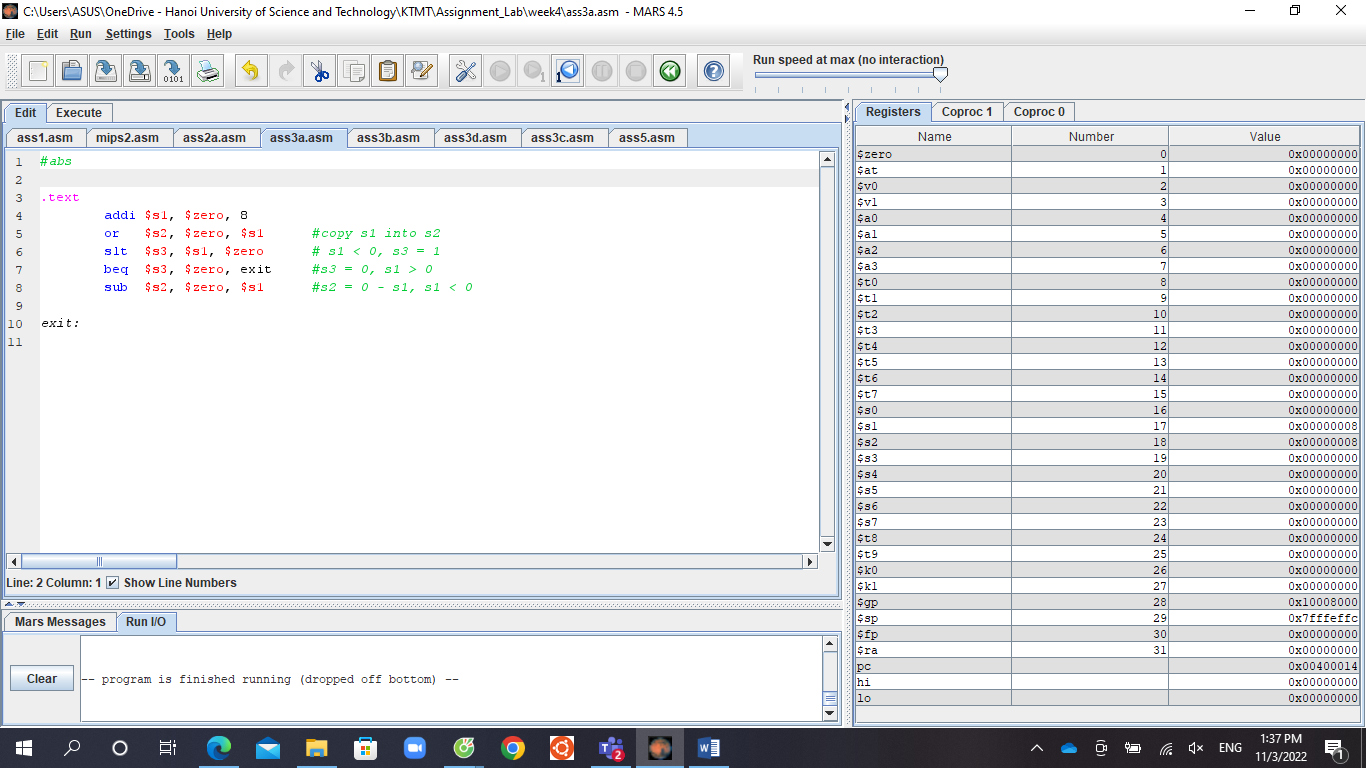 C:\Users\ASUS\OneDrive - Hanoi University of Science and Technology\KTMT\Assignment_Lab\week4\ass3a.asm - MARS 4.5
File Edit Run Settings Tools Help
Run speed at max (no interaction)
Edit Execute
ass1.asm mips2.asm ass2a.asm ass3a.asm ass3b.asm ass3d.asm ass3c.asm ass5.asm
1 #abs
2
3 .text
4 addi $s1, $zero, 8
5 or $s2, $zero, $s1 #copy s1 into s2
6 slt $s3, $s1, $zero # s1 < 0, s3 = 1
7 beq $s3, $zero, exit #s3 = 0, s1 > 0
8 sub $s2, $zero, $s1 #s2 = 0 - s1, s1 < 0
9
10 exit:
11
Line: 2 Column: 1 Show Line Numbers
Mars Messages Run I/O
Clear
-- program is finished running (dropped off bottom) --
Registers Coproc 1 Coproc 0
Name Number Value
$zero 0 0x00000000
$at 1 0x00000000
$v0 2 0x00000000
$v1 3 0x00000000
$a0 4 0x00000000
$a1 5 0x00000000
$a2 6 0x00000000
$a3 7 0x00000000
$t0 8 0x00000000
$t1 9 0x00000000
$t2 10 0x00000000
$t3 11 0x00000000
$t4 12 0x00000000
$t5 13 0x00000000
$t6 14 0x00000000
$t7 15 0x00000000
$s0 16 0x00000000
$s1 17 0x00000008
$s2 18 0x00000008
$s3 19 0x00000000
$s4 20 0x00000000
$s5 21 0x00000000
$s6 22 0x00000000
$s7 23 0x00000000
$t8 24 0x00000000
$t9 25 0x00000000
$k0 26 0x00000000
$k1 27 0x00000000
$gp 28 0x10008000
$sp 29 0x7fffeffc
$fp 30 0x00000000
$ra 31 0x00000000
pc 0x00400014
hi 0x00000000
lo 0x00000000
ENG
1:37 PM
11/3/2022